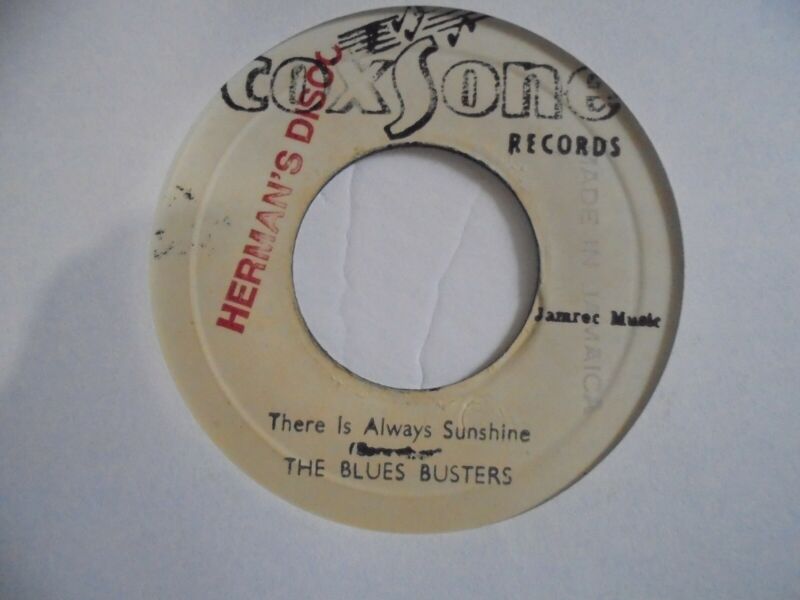 coxSone
RECORDS
HERMAN'S DISCO
MADE IN JAMAICA
Jamrec Music
There Is Always Sunshine
THE BLUES BUSTERS